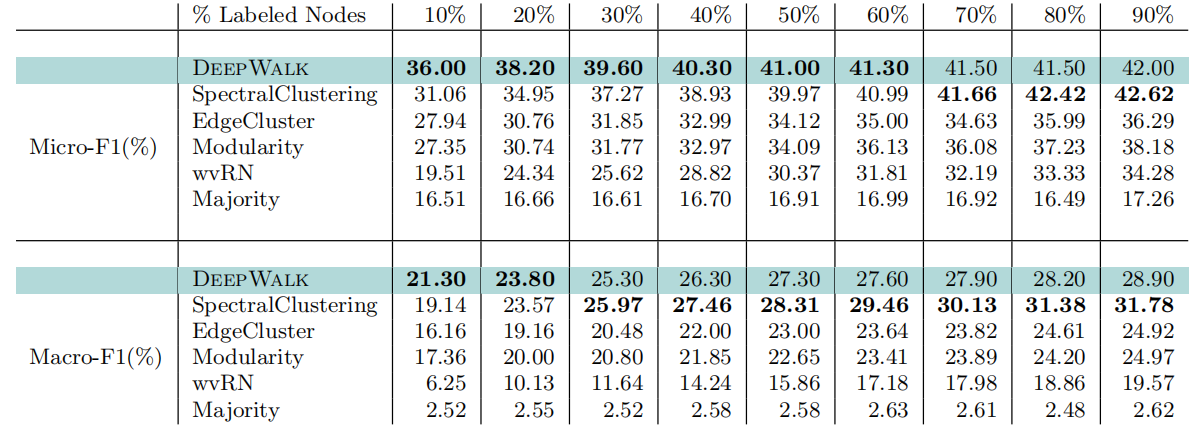 % Labeled Nodes 10% 20% 30% 40% 50% 60% 70% 80% 90%
DEEPWALK 36.00 38.20 39.60 40.30 41.00 41.30 41.50 41.50 42.00
SpectralClustering 31.06 34.95 37.27 38.93 39.97 40.99 41.66 42.42 42.62
EdgeCluster 27.94 30.76 31.85 32.99 34.12 35.00 34.63 35.99 36.29
Micro-F1(%) Modularity 27.35 30.74 31.77 32.97 34.09 36.13 36.08 37.23 38.18
wvRN 19.51 24.34 25.62 28.82 30.37 31.81 32.19 33.33 34.28
Majority 16.51 16.66 16.61 16.70 16.91 16.99 16.92 16.49 17.26
DEEPWALK 21.30 23.80 25.30 26.30 27.30 27.60 27.90 28.20 28.90
SpectralClustering 19.14 23.57 25.97 27.46 28.31 29.46 30.13 31.38 31.78
EdgeCluster 16.16 19.16 20.48 22.00 23.00 23.64 23.82 24.61 24.92
Macro-F1(%) Modularity 17.36 20.00 20.80 21.85 22.65 23.41 23.89 24.20 24.97
wvRN 6.25 10.13 11.64 14.24 15.86 17.18 17.98 18.86 19.57
Majority 2.52 2.55 2.52 2.58 2.58 2.63 2.61 2.48 2.62